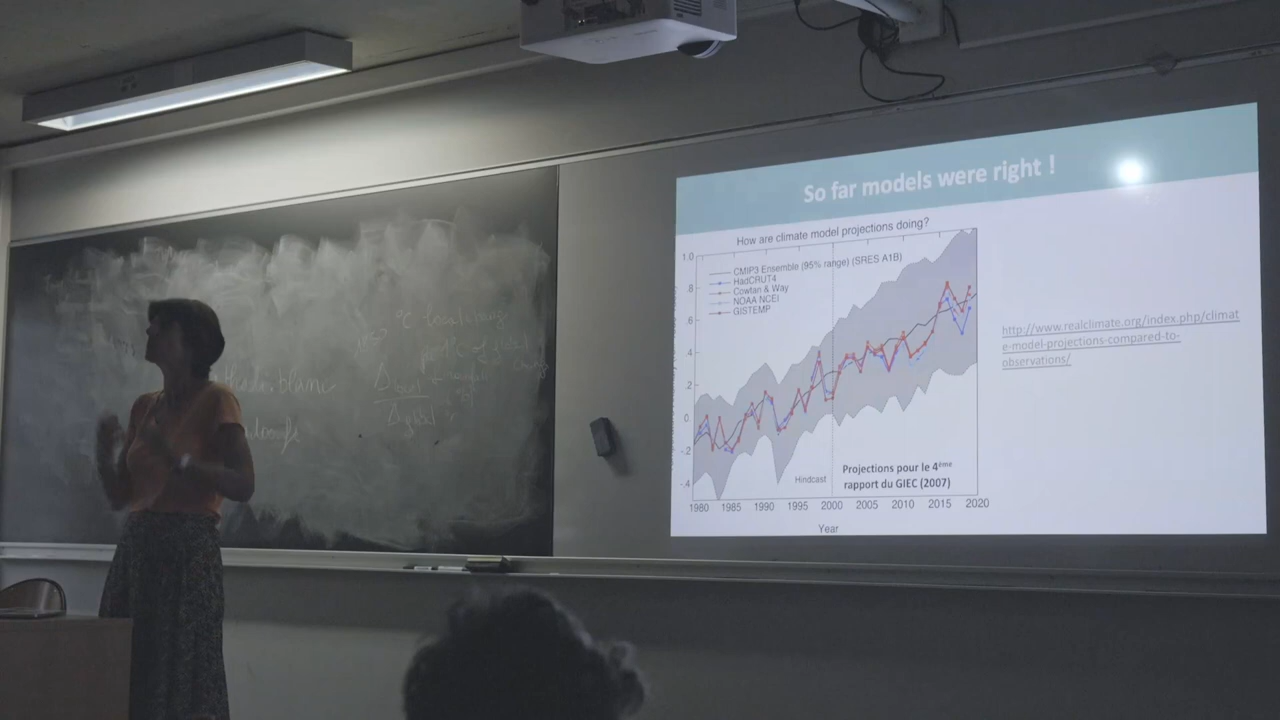 So far models were right !
How are climate model projections doing?
1.0
.8
.6
.4
.2
0.
-.2
-.4
CMIP3 Ensemble (95% range) (SRES A1B)
HadCRUT4
Cowtan & Way
NOAA NCEI
GISTEMP
Hindcast
Projections pour le 4ème
rapport du GIEC (2007)
1980 1985 1990 1995 2000 2005 2010 2015 2020
Year
http://www.realclimate.org/index.php/climat
e-model-projections-compared-to-
observations/
°C
Δlocal
Δglobal